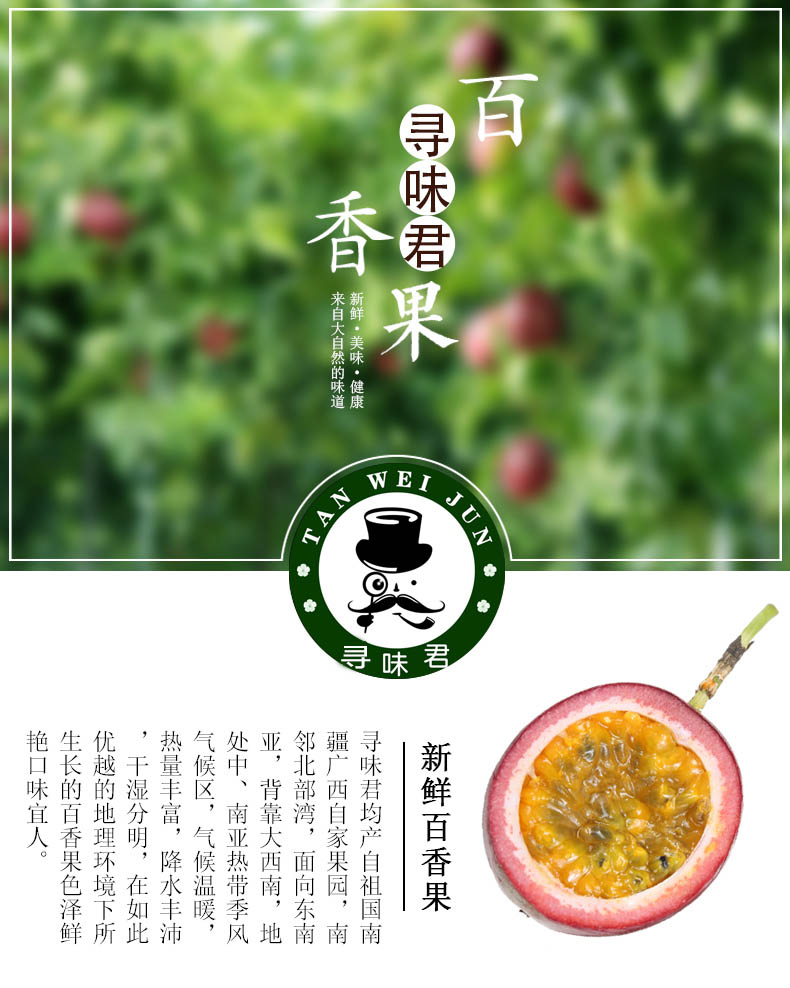 百香果
寻味君
新鲜·美味·健康
来自大自然的味道
TAN WEI JUN
寻味君
新鲜百香果
寻味君均产自祖国南
疆广西自家果园，南
邻北部湾，面向东南
亚，背靠大西南，地
处中、南亚热带季风
气候区，气候温暖，
热量丰富，降水丰沛
，干湿分明，在如此
优越的地理环境下所
生长的百香果色泽鲜
艳口味宜人。